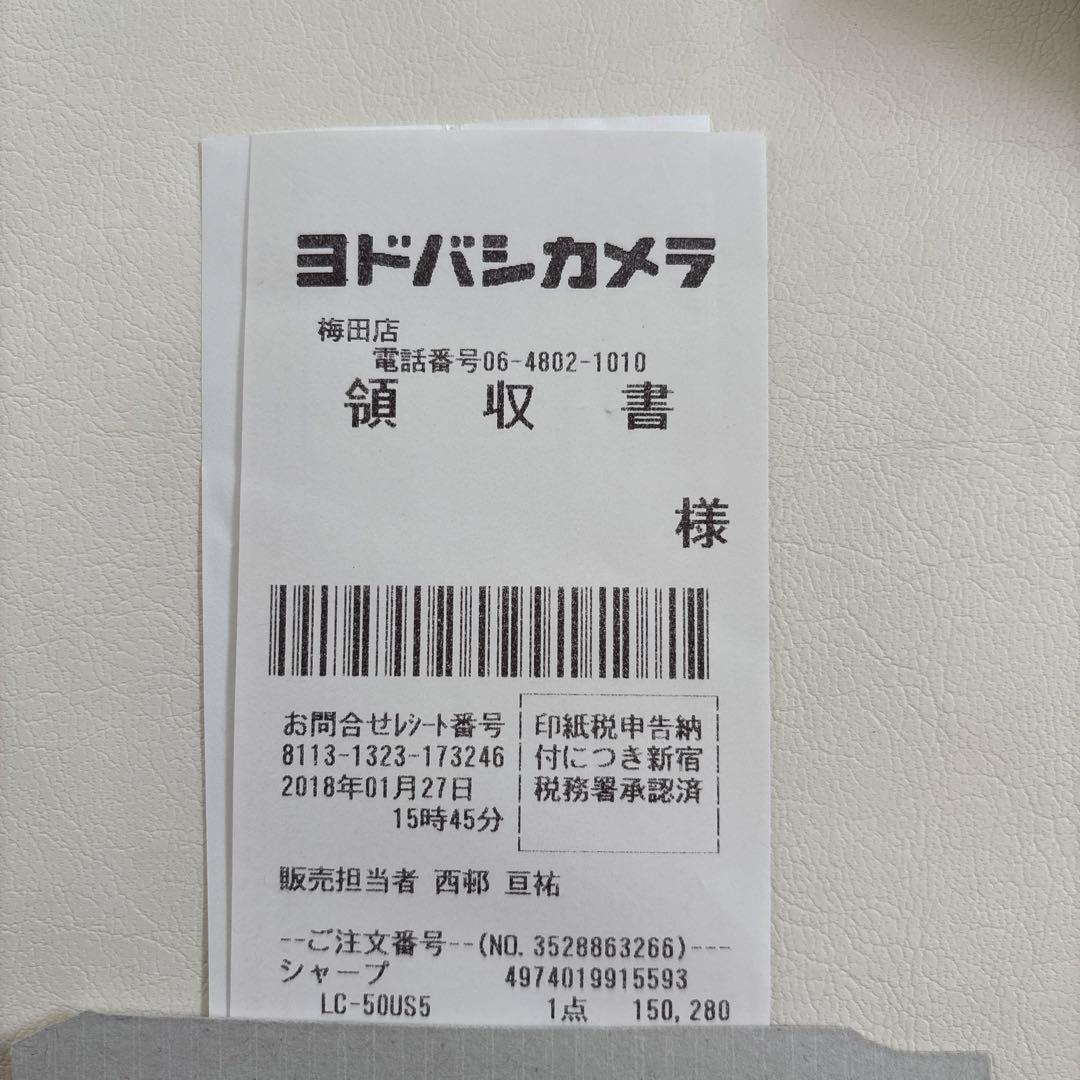 ヨドバシカメラ
梅田店
電話番号06-4802-1010
領収書
様
お問合せﾚｼｰﾄ番号
8113-1323-173246
2018年01月27日
15時45分
印紙税申告納
付につき新宿
税務署承認済
販売担当者 西邨 亘祐
--ご注文番号--(NO.3528863266)---
シャープ 4974019915593
LC-50US5 1点 150,280